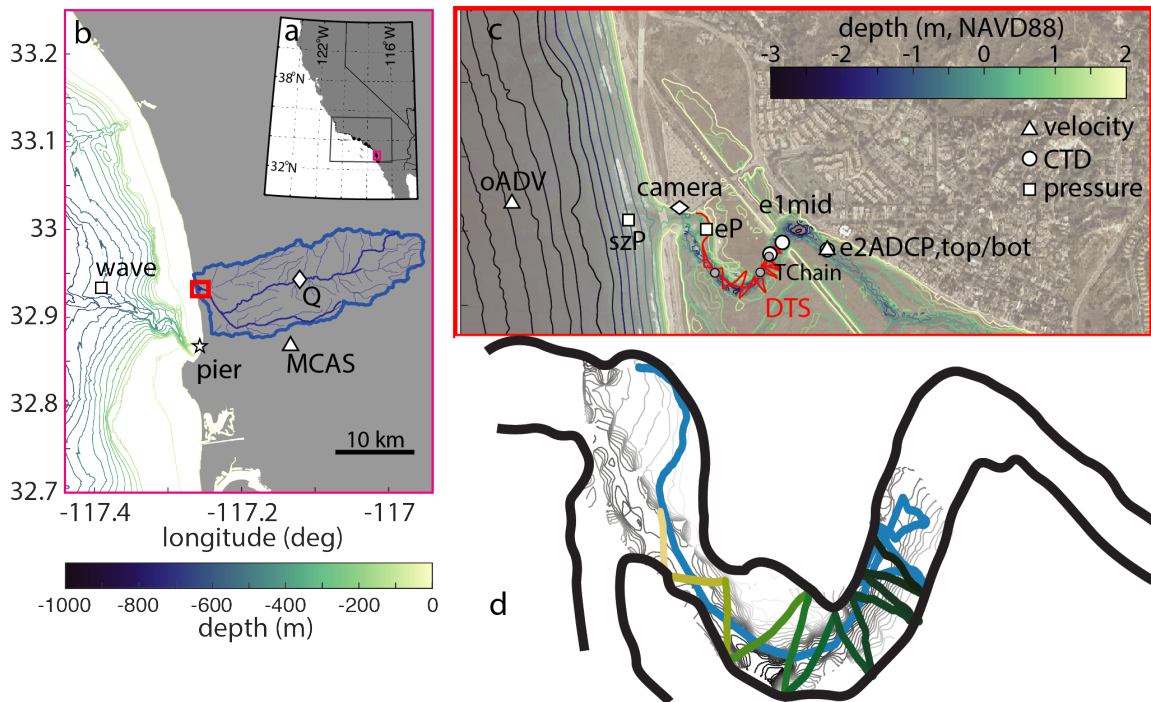 b
33.2
33.1
33
32.9
32.8
32.7
wave
Q
pier
MCAS
10 km
-117.4
-117.2
-117
longitude (deg)
-1000
-800
-600
-400
-200
0
depth (m)
a
122°W
116°W
38°N
32°N
c
depth (m, NAVD88)
-3
-2
-1
0
1
2
velocity
CTD
pressure
oADV
camera
szP
eP
e1mid
e2ADCP,top/bot
TChain
DTS
d